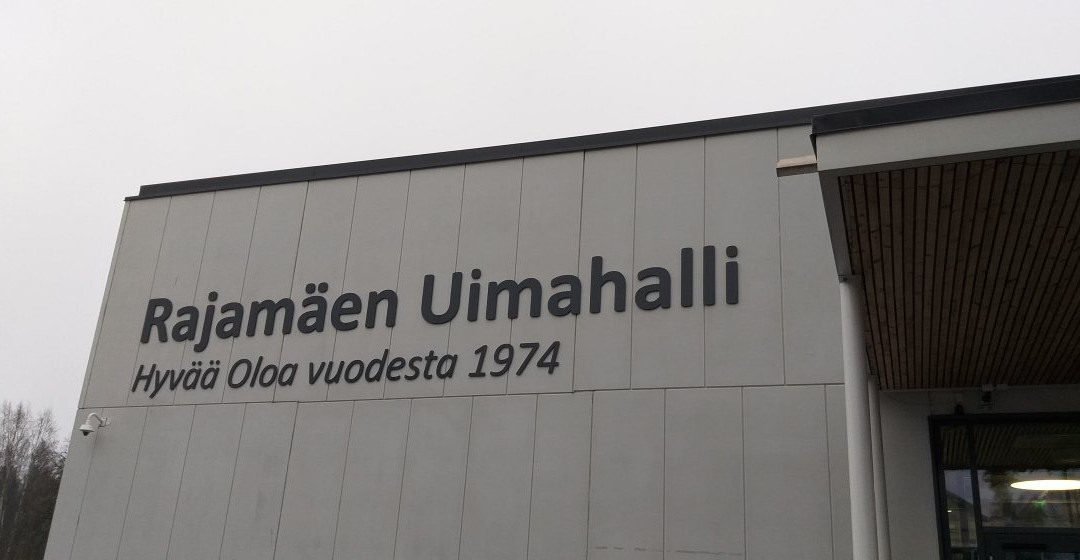 Rajamäen Uimahalli
Hyvää Oloa vuodesta 1974